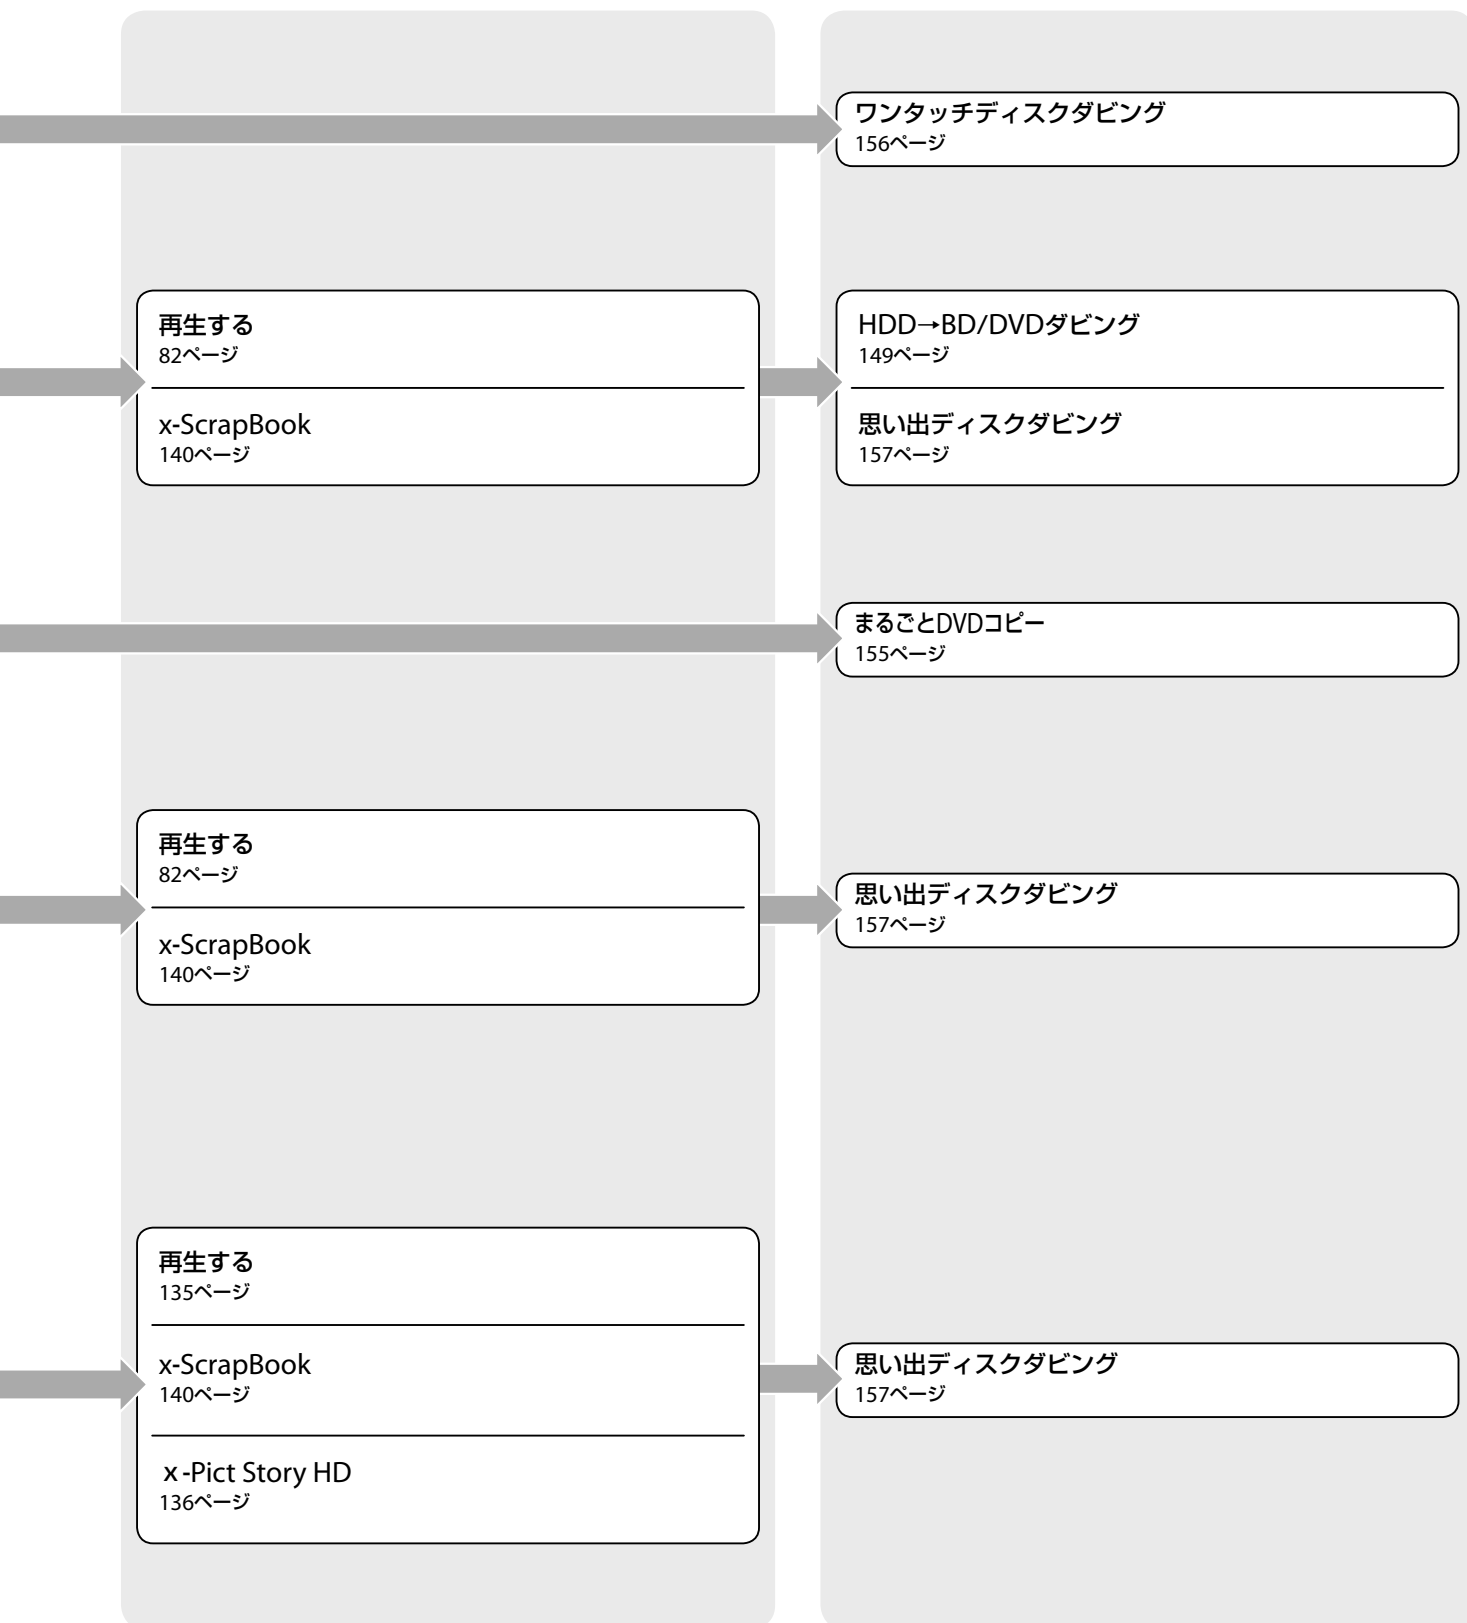 ワンタッチディスクダビング
156ページ
再生する
82ページ
x-ScrapBook
140ページ
HDD→BD/DVDダビング
149ページ
思い出ディスクダビング
157ページ
まるごとDVDコピー
155ページ
再生する
82ページ
x-ScrapBook
140ページ
思い出ディスクダビング
157ページ
再生する
135ページ
x-ScrapBook
140ページ
x-Pict Story HD
136ページ
思い出ディスクダビング
157ページ